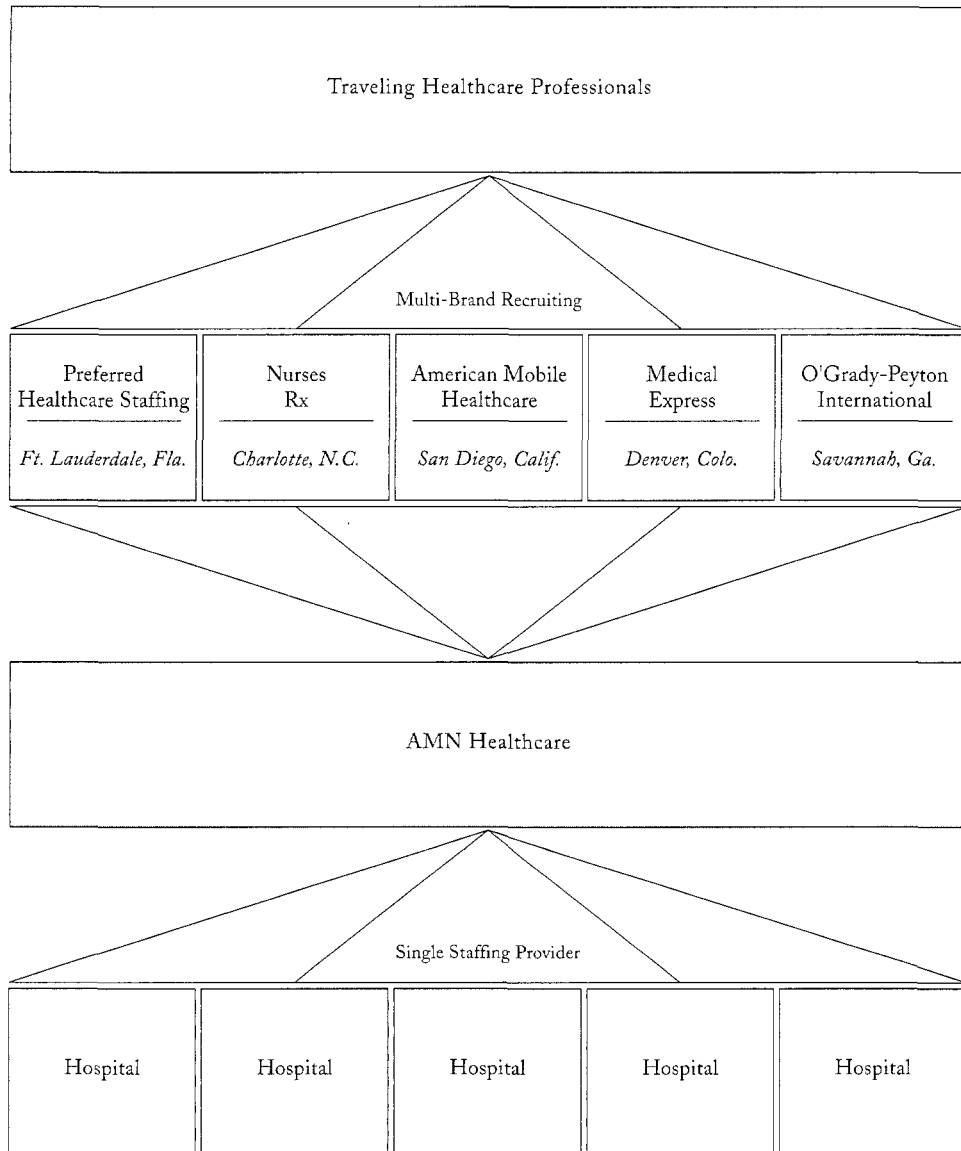 Traveling Healthcare Professionals
Multi-Brand Recruiting
Preferred
Healthcare Staffing
Ft. Lauderdale, Fla.
Nurses
Rx
Charlotte, N.C.
American Mobile
Healthcare
San Diego, Calif.
Medical
Express
Denver, Colo.
O'Grady-Peyton
International
Savannah, Ga.
AMN Healthcare
Single Staffing Provider
Hospital
Hospital
Hospital
Hospital
Hospital